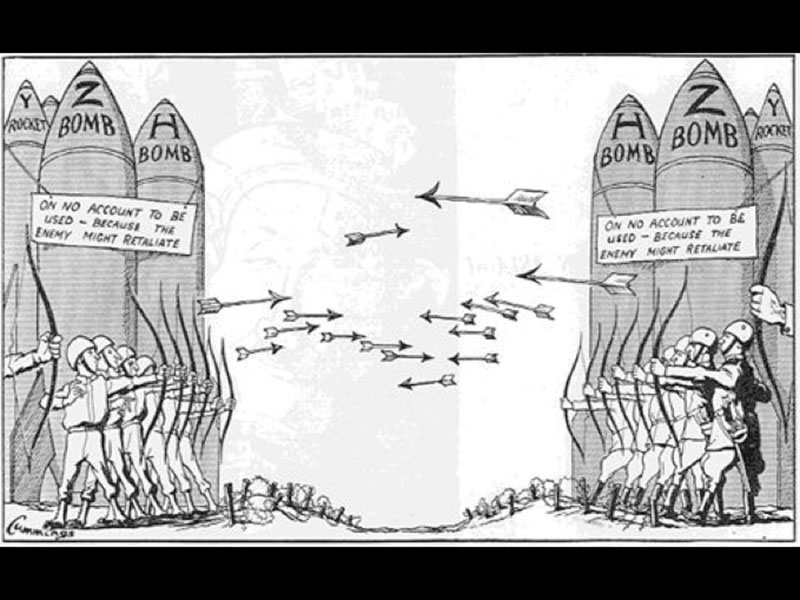 Y
ROCKET
Z
BOMB
H
BOMB
ON NO ACCOUNT TO BE
USED – BECAUSE THE
ENEMY MIGHT RETALIATE
H
BOMB
Z
BOMB
Y
ROCKET
ON NO ACCOUNT TO BE
USED – BECAUSE THE
ENEMY MIGHT RETALIATE
Cummings